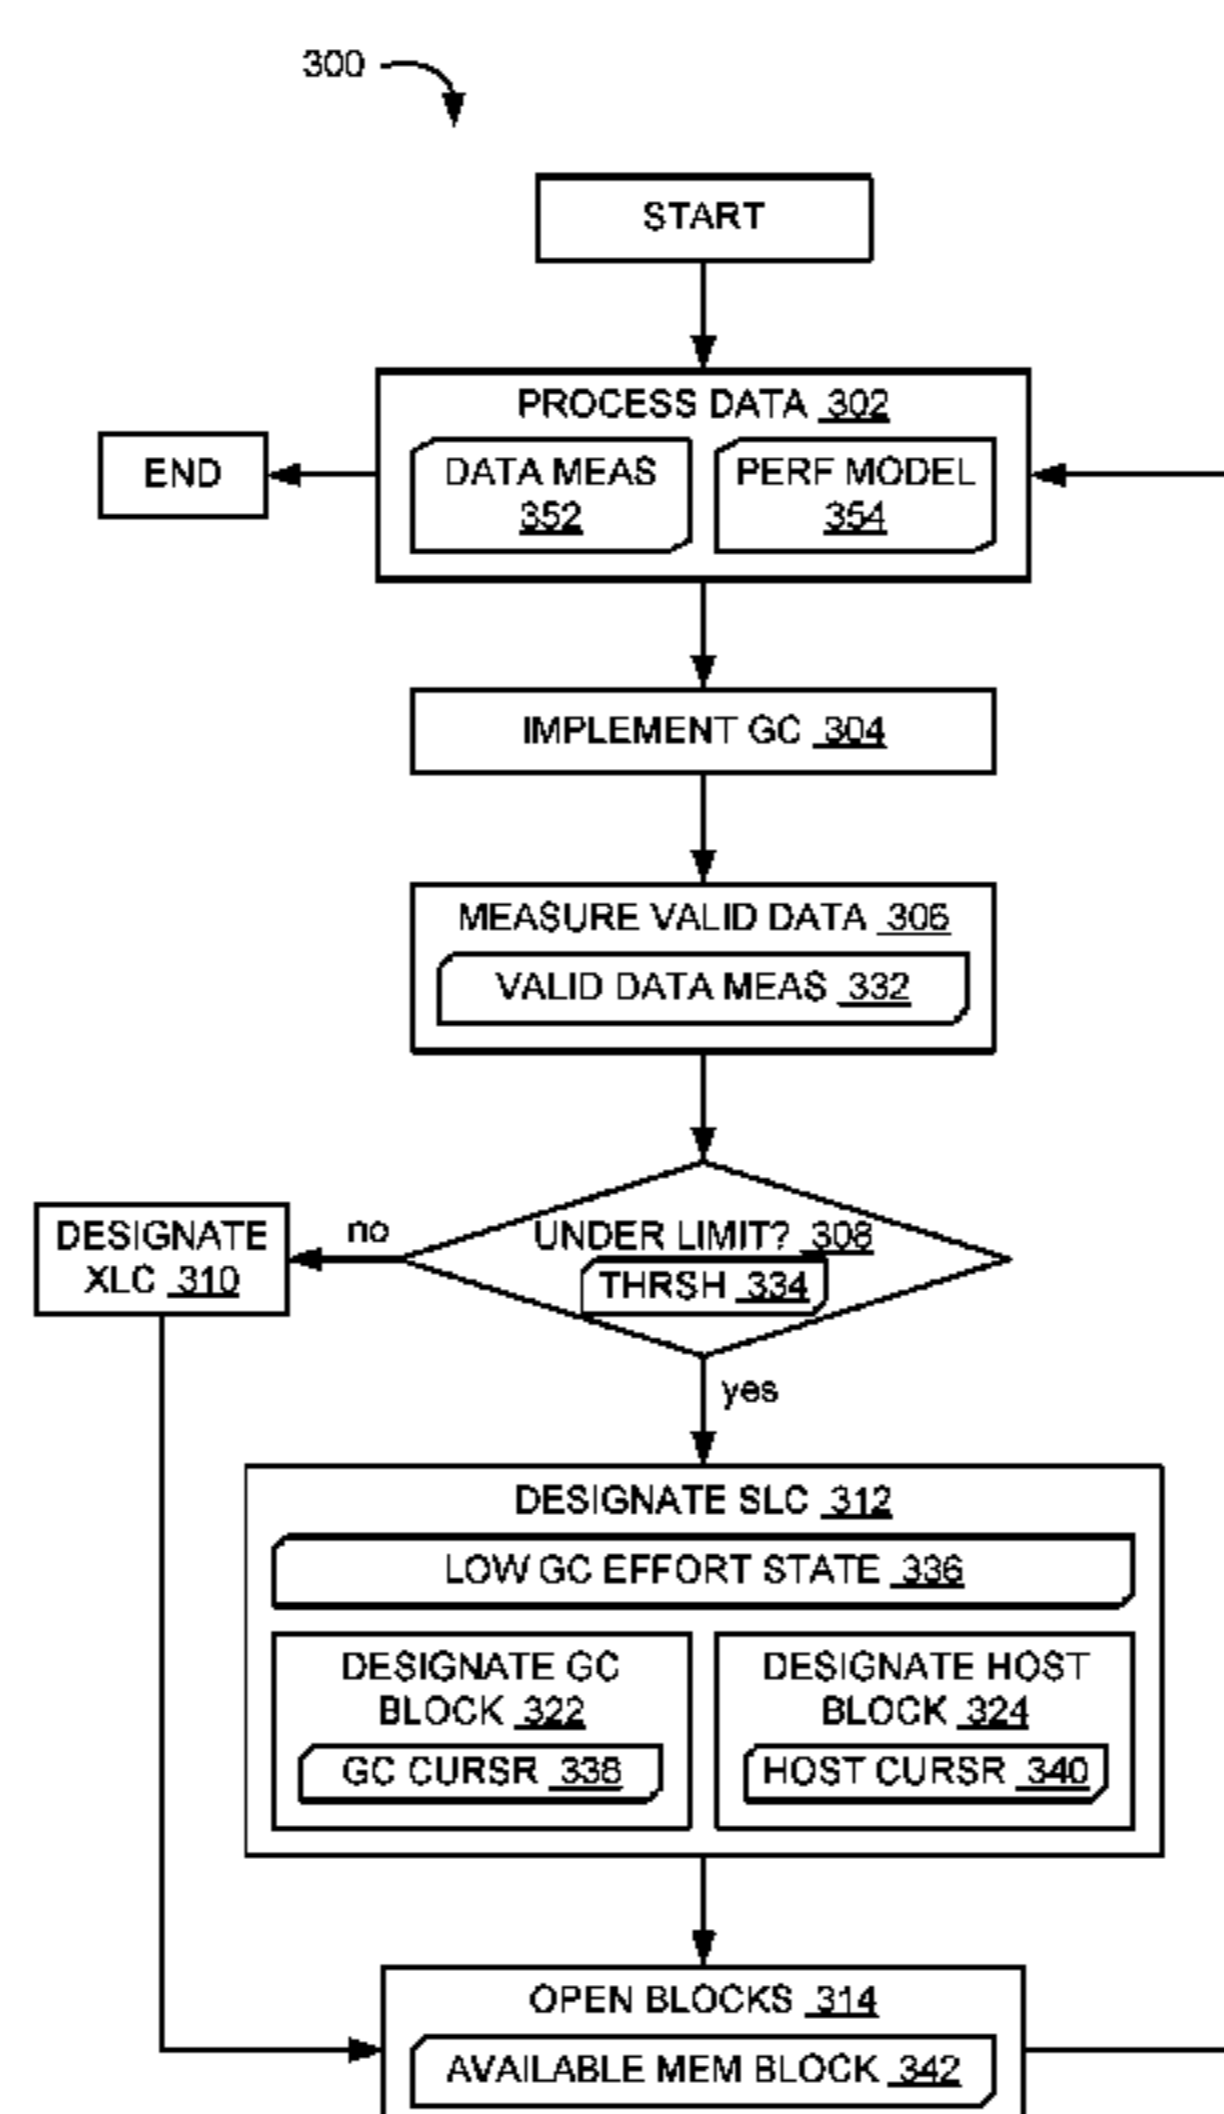 300
START
PROCESS DATA 302
DATA MEAS
352
PERF MODEL
354
END
IMPLEMENT GC 304
MEASURE VALID DATA 306
VALID DATA MEAS 332
UNDER LIMIT? 308
THRSH 334
no
DESIGNATE
XLC 310
yes
DESIGNATE SLC 312
LOW GC EFFORT STATE 336
DESIGNATE GC
BLOCK 322
GC CURSR 338
DESIGNATE HOST
BLOCK 324
HOST CURSR 340
OPEN BLOCKS 314
AVAILABLE MEM BLOCK 342